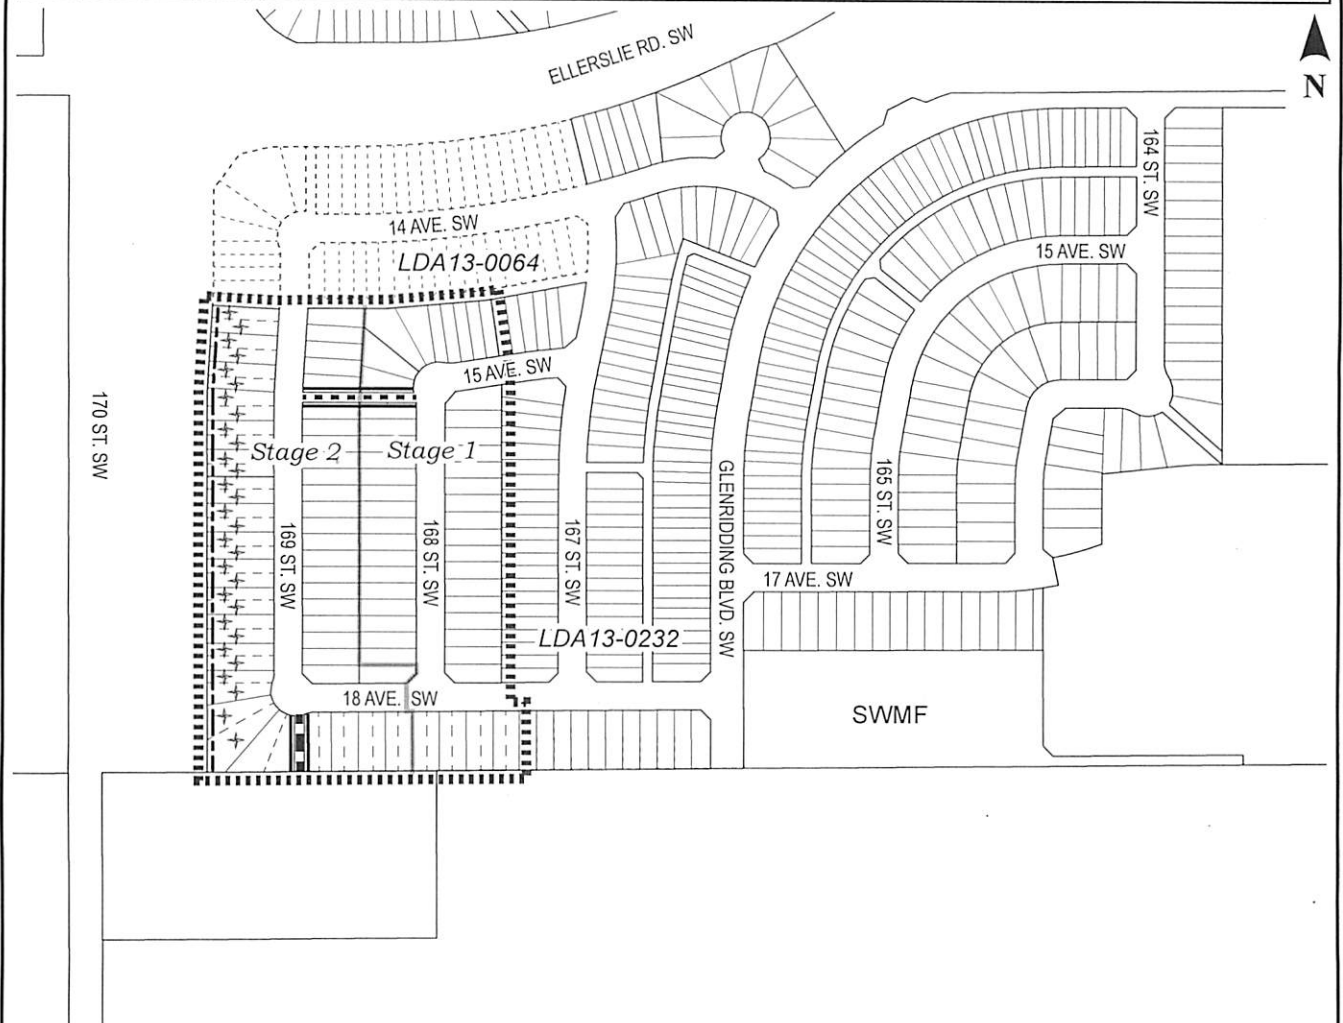 ELLERSLIE RD. SW
N
164 ST. SW
14 AVE. SW
15 AVE. SW
LDA13-0064
15 AVE. SW
170 ST. SW
Stage 2
Stage 1
GLENRIDDING BLVD. SW
165 ST. SW
169 ST. SW
168 ST. SW
167 ST. SW
17 AVE. SW
LDA13-0232
18 AVE. SW
SWMF